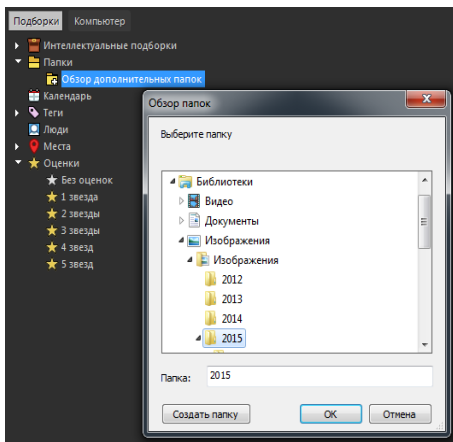 Подборки Компьютер
Интеллектуальные подборки
Папки
Обзор дополнительных папок
Календарь
Теги
Люди
Места
Оценки
Без оценок
1 звезда
2 звезды
3 звезды
4 звезд
5 звезд
Обзор папок
Выберите папку
Библиотеки
Видео
Документы
Изображения
Изображения
2012
2013
2014
2015
Папка: 2015
Создать папку OK Отмена